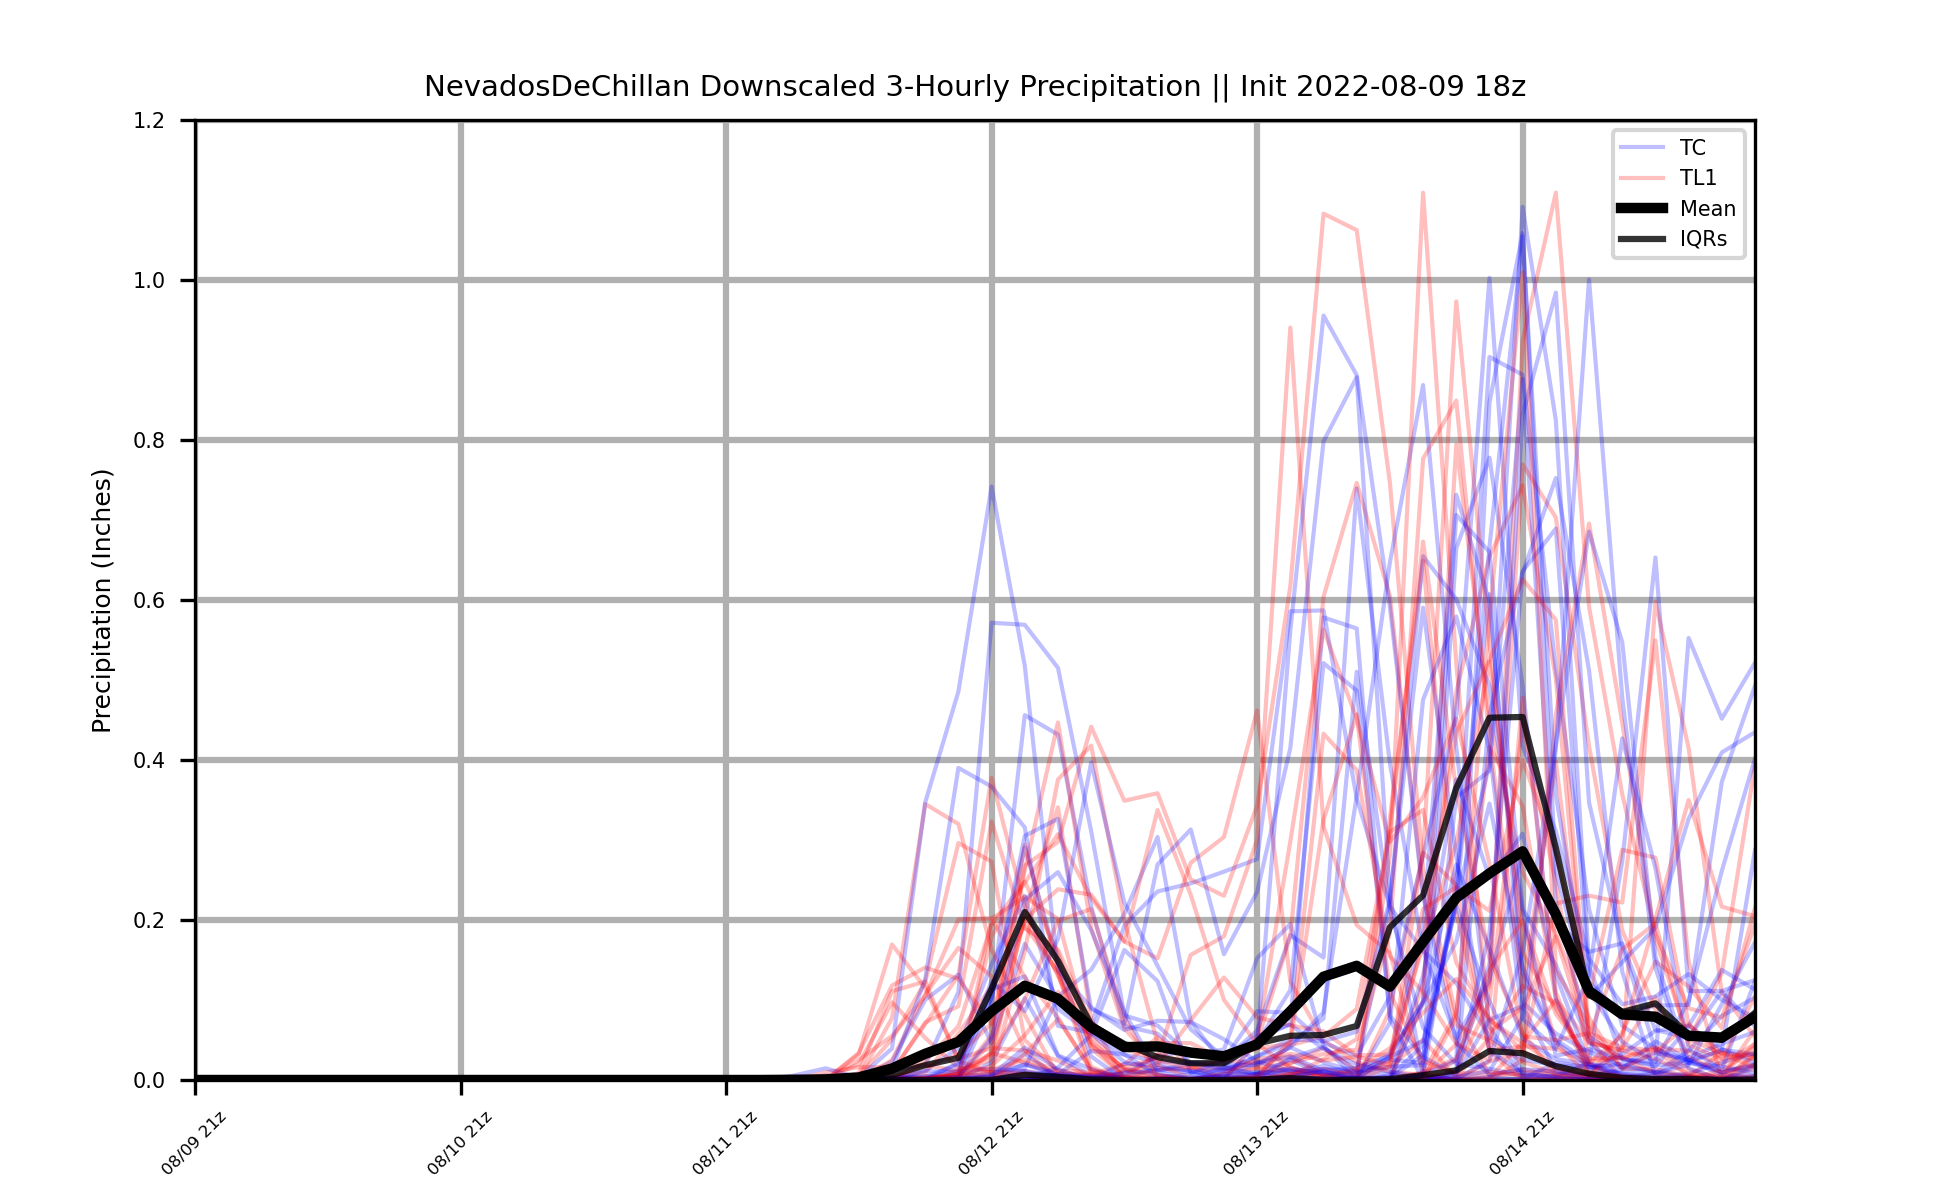 NevadosDeChillan Downscaled 3-Hourly Precipitation || Init 2022-08-09 18z
Precipitation (Inches)
1.2
1.0
0.8
0.6
0.4
0.2
0.0
TC
TL1
Mean
IQRs
08/09 21z
08/10 21z
08/11 21z
08/12 21z
08/13 21z
08/14 21z